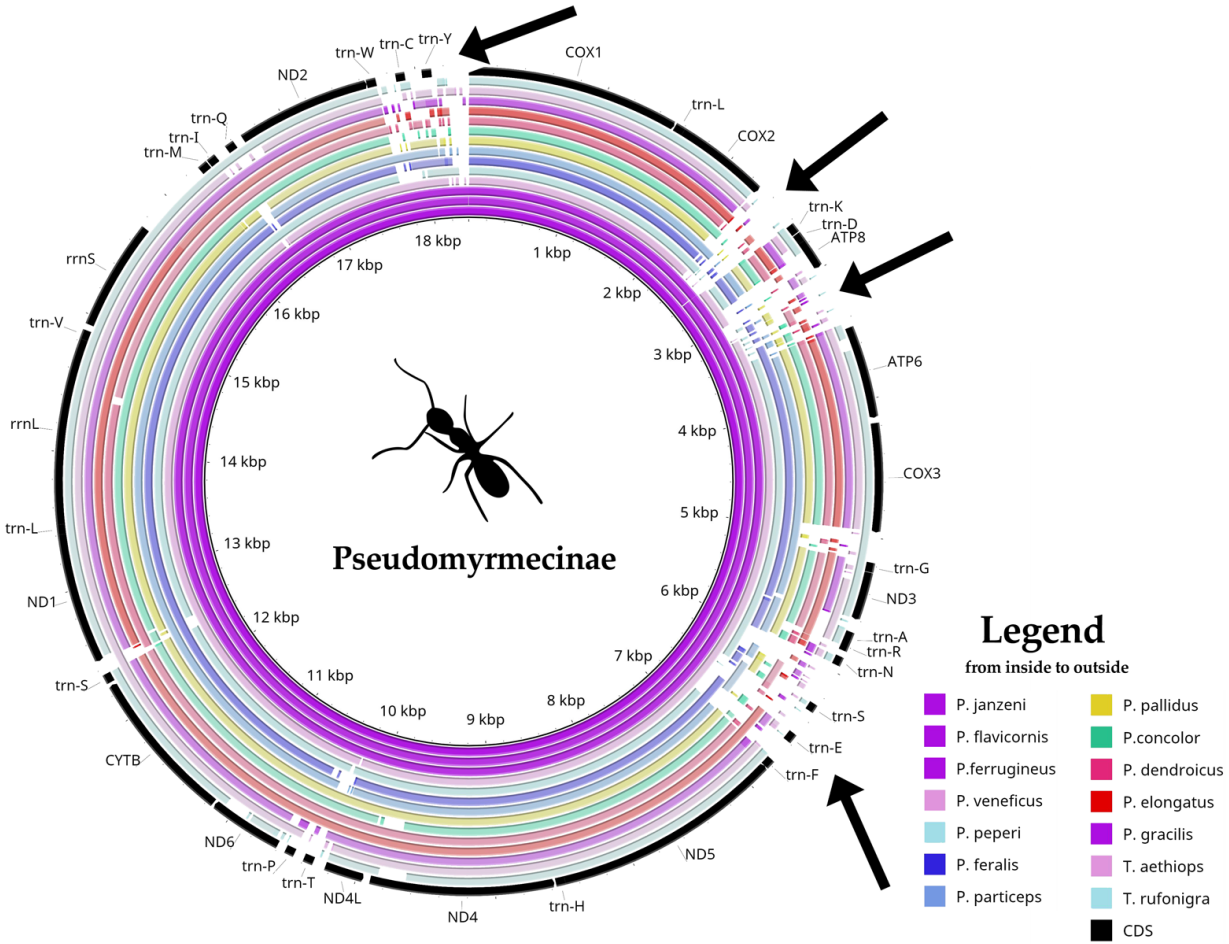 trn-W
trn-C
trn-Y
COX1
ND2
trn-L
trn-Q
trn-I
trn-M
COX2
trn-K
trn-D
ATP8
18 kbp
1 kbp
17 kbp
2 kbp
rrnS
16 kbp
trn-V
3 kbp
ATP6
15 kbp
rrnL
4 kbp
14 kbp
COX3
5 kbp
trn-L
13 kbp
Pseudomyrmecinae
trn-G
6 kbp
ND1
ND3
12 kbp
trn-A
trn-R
7 kbp
trn-N
11 kbp
trn-S
8 kbp
10 kbp
9 kbp
trn-S
trn-E
CYTB
trn-F
ND6
ND5
trn-P
trn-T
ND4L
trn-H
ND4
Legend
from inside to outside
P. janzeni
P. flavicornis
P.ferrugineus
P. veneficus
P. peperi
P. feralis
P. particeps
P. pallidus
P.concolor
P. dendroicus
P. elongatus
P. gracilis
T. aethiops
T. rufonigra
CDS